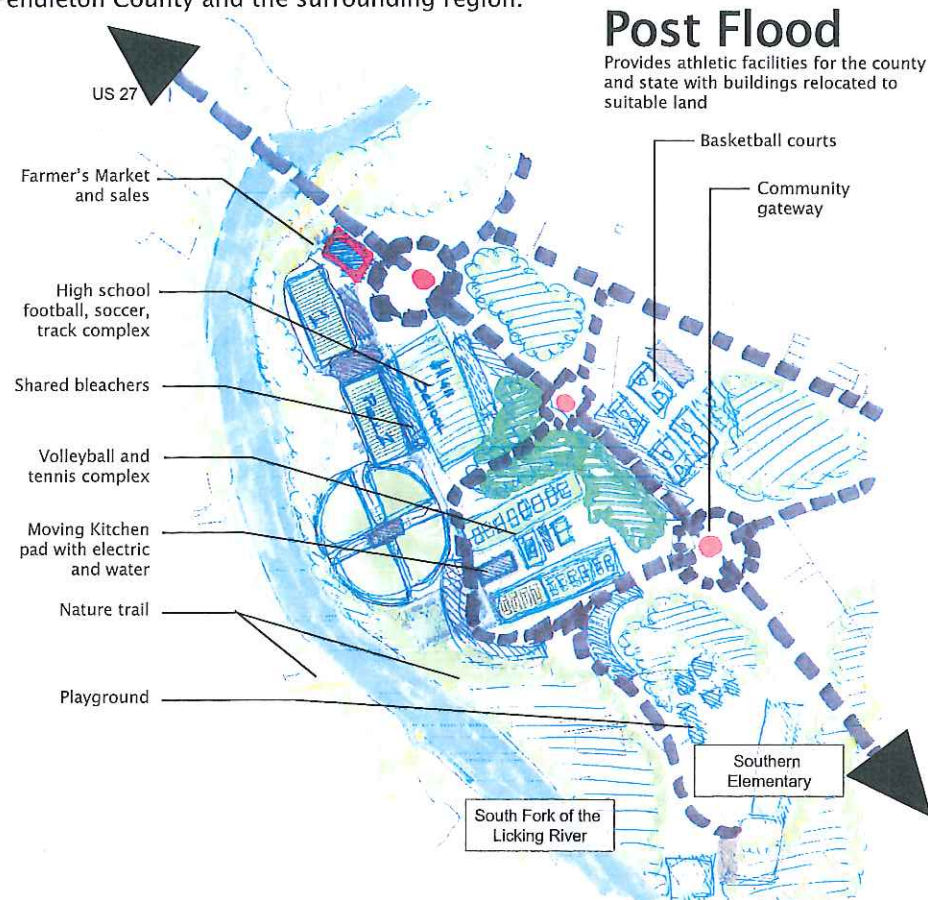 Pendleton County and the surrounding region.
Post Flood
Provides athletic facilities for the county
and state with buildings relocated to
suitable land
US 27
Basketball courts
Community
gateway
Farmer's Market
and sales
High school
football, soccer,
track complex
Shared bleachers
Volleyball and
tennis complex
Moving Kitchen
pad with electric
and water
Nature trail
Playground
Southern
Elementary
South Fork of the
Licking River